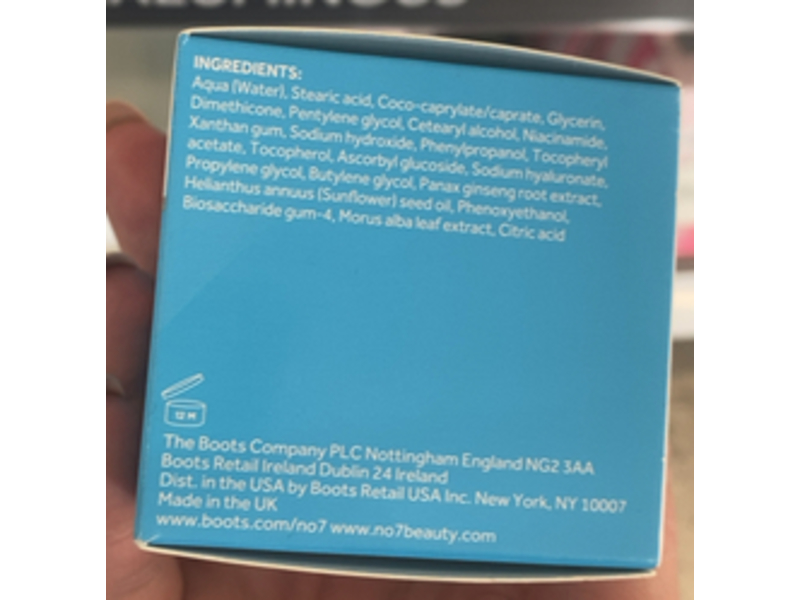 INGREDIENTS:
Aqua (Water), Stearic acid, Coco-caprylate/caprate, Glycerin,
Dimethicone, Pentylene glycol, Cetearyl alcohol, Niacinamide,
Xanthan gum, Sodium hydroxide, Phenylpropanol, Tocopheryl
acetate, Tocopherol, Ascorbyl glucoside, Sodium hyaluronate,
Propylene glycol, Butylene glycol, Panax ginseng root extract,
Helianthus annuus (Sunflower) seed oil, Phenoxyethanol,
Biosaccharide gum-4, Morus alba leaf extract, Citric acid
12 M
The Boots Company PLC Nottingham England NG2 3AA
Boots Retail Ireland Dublin 24 Ireland
Dist. in the USA by Boots Retail USA Inc. New York, NY 10007
Made in the UK
www.boots.com/no7 www.no7beauty.com